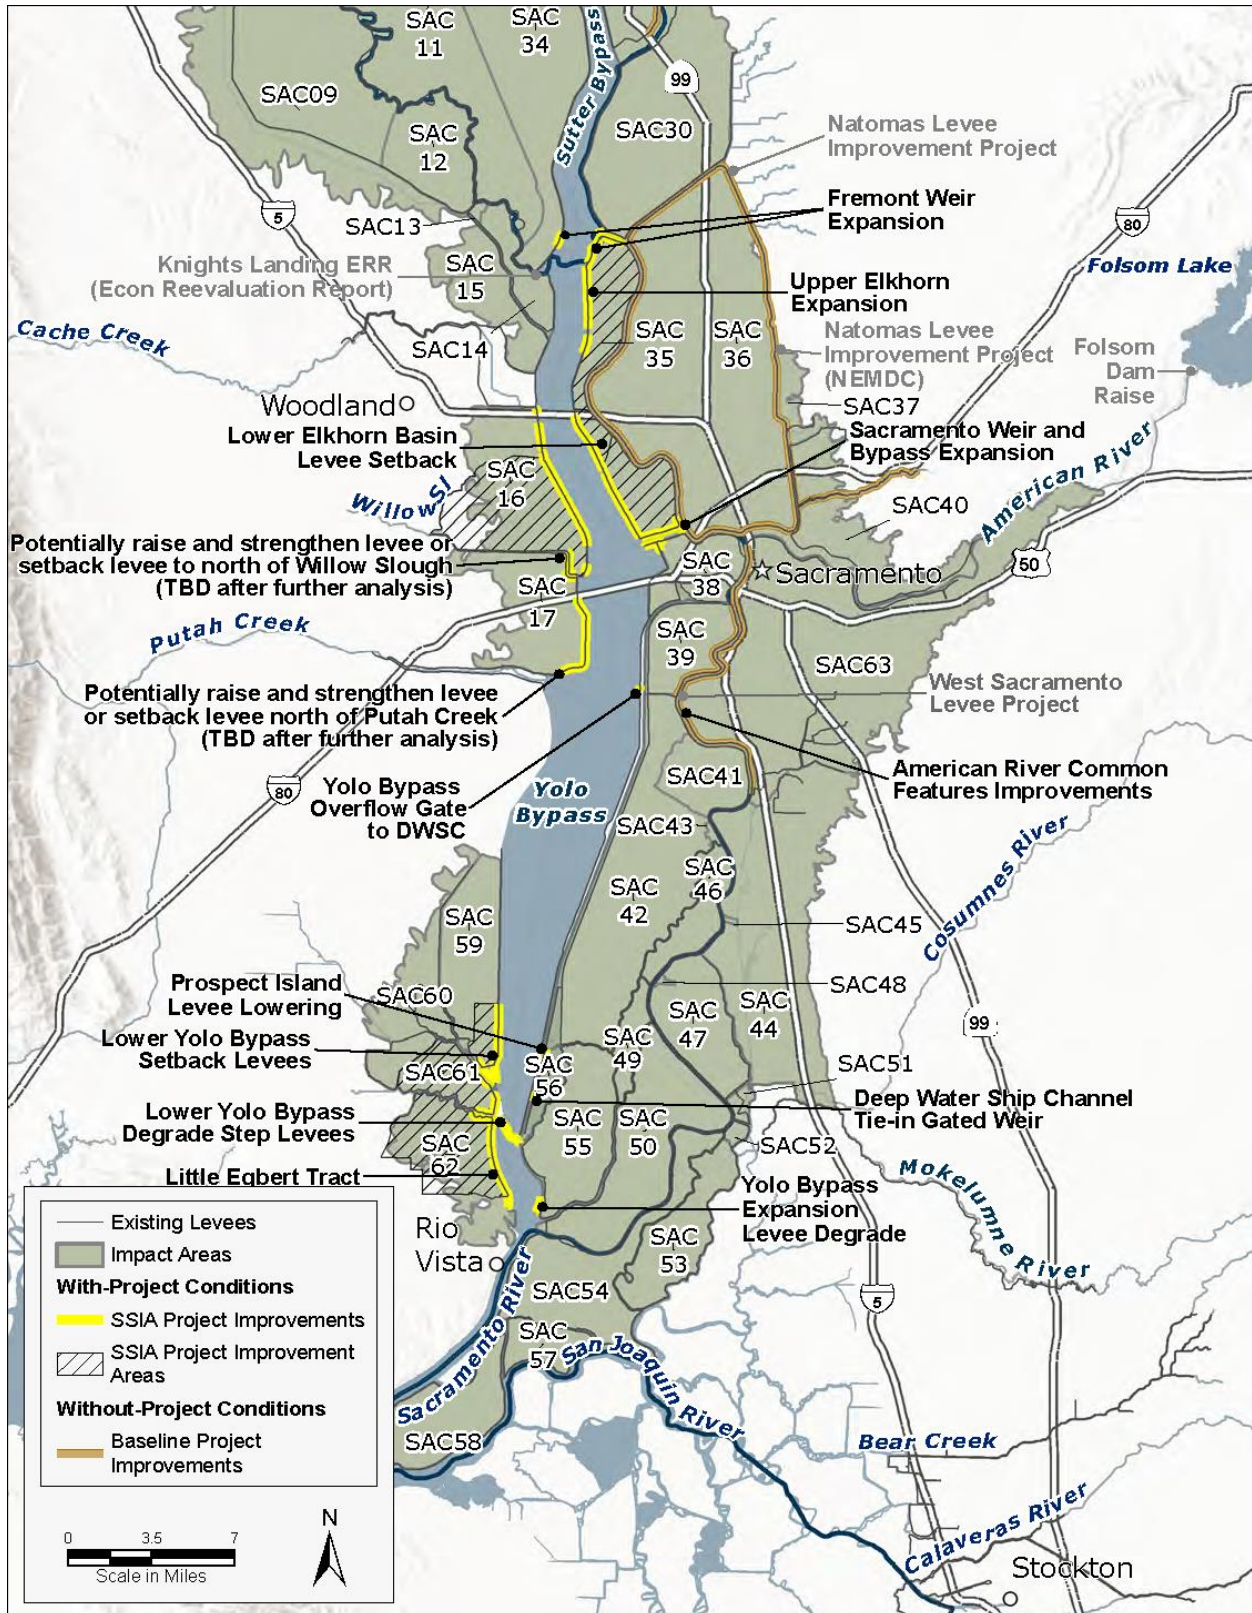 SAC
11
SAC
34
Sutter Bypass
99
SAC09
SAC
12
SAC30
Natomas Levee
Improvement Project
5
Fremont Weir
Expansion
80
SAC13
Knights Landing ERR
(Econ Reevaluation Report)
SAC
15
Folsom Lake
Upper Elkhorn
Expansion
Cache Creek
SAC14
SAC
35
SAC
36
Natomas Levee
Improvement Project
(NEMDC)
Folsom
Dam
Raise
Woodland
SAC37
Lower Elkhorn Basin
Levee Setback
Sacramento Weir and
Bypass Expansion
SAC
16
Willow Sl
American River
SAC40
Potentially raise and strengthen levee or
setback levee to north of Willow Slough
(TBD after further analysis)
SAC
38
Sacramento
50
SAC
17
Putah Creek
SAC
39
SAC63
Potentially raise and strengthen levee
or setback levee north of Putah Creek
(TBD after further analysis)
West Sacramento
Levee Project
80
Yolo Bypass
Overflow Gate
to DWSC
Yolo
Bypass
SAC41
American River Common
Features Improvements
SAC43
SAC
46
Cosumnes River
SAC
42
SAC
59
SAC45
Prospect Island
Levee Lowering
SAC60
SAC48
SAC
47
SAC
44
99
Lower Yolo Bypass
Setback Levees
SAC
49
SAC61
SAC
56
SAC51
Deep Water Ship Channel
Tie-in Gated Weir
Lower Yolo Bypass
Degrade Step Levees
SAC
55
SAC
50
SAC52
SAC
62
Little Egbert Tract
Yolo Bypass
Expansion
Levee Degrade
Mokelumne River
Rio
Vista
SAC
53
SAC54
5
Sacramento River
SAC
57
San Joaquin River
SAC58
Bear Creek
Calaveras River
Stockton
Existing Levees
Impact Areas
With-Project Conditions
SSIA Project Improvements
SSIA Project Improvement
Areas
Without-Project Conditions
Baseline Project
Improvements
0 3.5 7
Scale in Miles
N